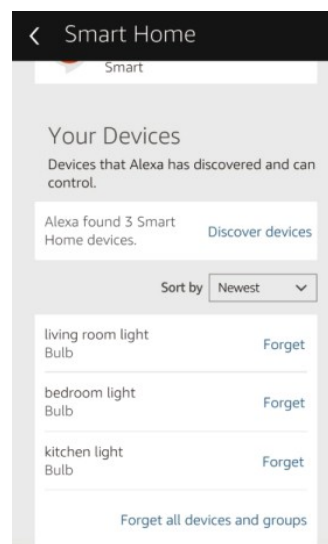 Smart Home
Smart
Your Devices
Devices that Alexa has discovered and can
control.
Alexa found 3 Smart
Home devices.
Discover devices
Sort by Newest
living room light
Bulb
Forget
bedroom light
Bulb
Forget
kitchen light
Bulb
Forget
Forget all devices and groups